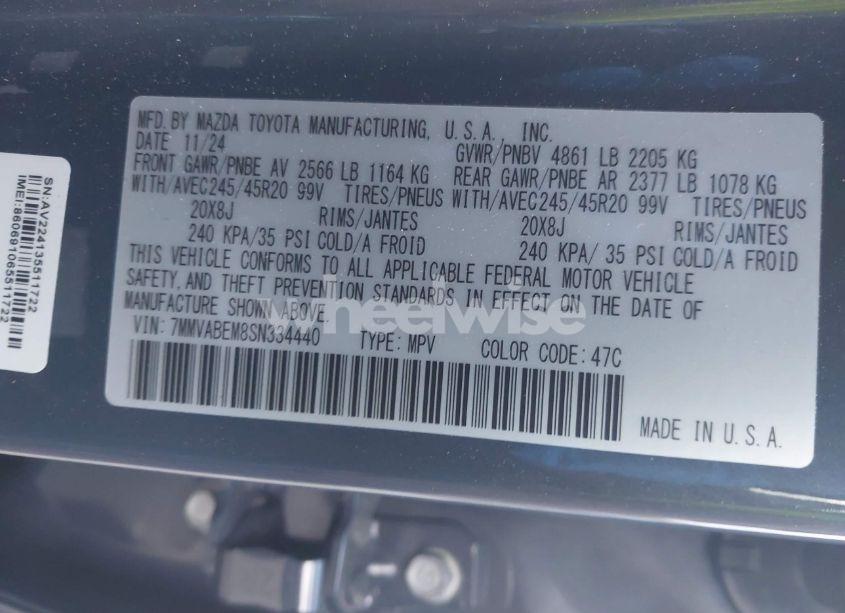 MFD. BY MAZDA TOYOTA MANUFACTURING, U.S.A., INC.
DATE 11/24 GVWR/PNBV 4861 LB 2205 KG
FRONT GAWR/PNBE AV 2566 LB 1164 KG REAR GAWR/PNBE AR 2377 LB 1078 KG
WITH/AVEC245/45R20 99V TIRES/PNEUS WITH/AVEC245/45R20 99V TIRES/PNEUS
20X8J RIMS/JANTES 20X8J RIMS/JANTES
240 KPA/35 PSI COLD/A FROID 240 KPA/ 35 PSI COLD/A FROID
THIS VEHICLE CONFORMS TO ALL APPLICABLE FEDERAL MOTOR VEHICLE
SAFETY, AND THEFT PREVENTION STANDARDS IN EFFECT ON THE DATE OF
MANUFACTURE SHOWN ABOVE.
VIN: 7MMVABEM8SN334440 TYPE: MPV COLOR CODE: 47C
MADE IN U.S.A.
SN:AV224135511722
IMEI:860691065511722
wheelwise